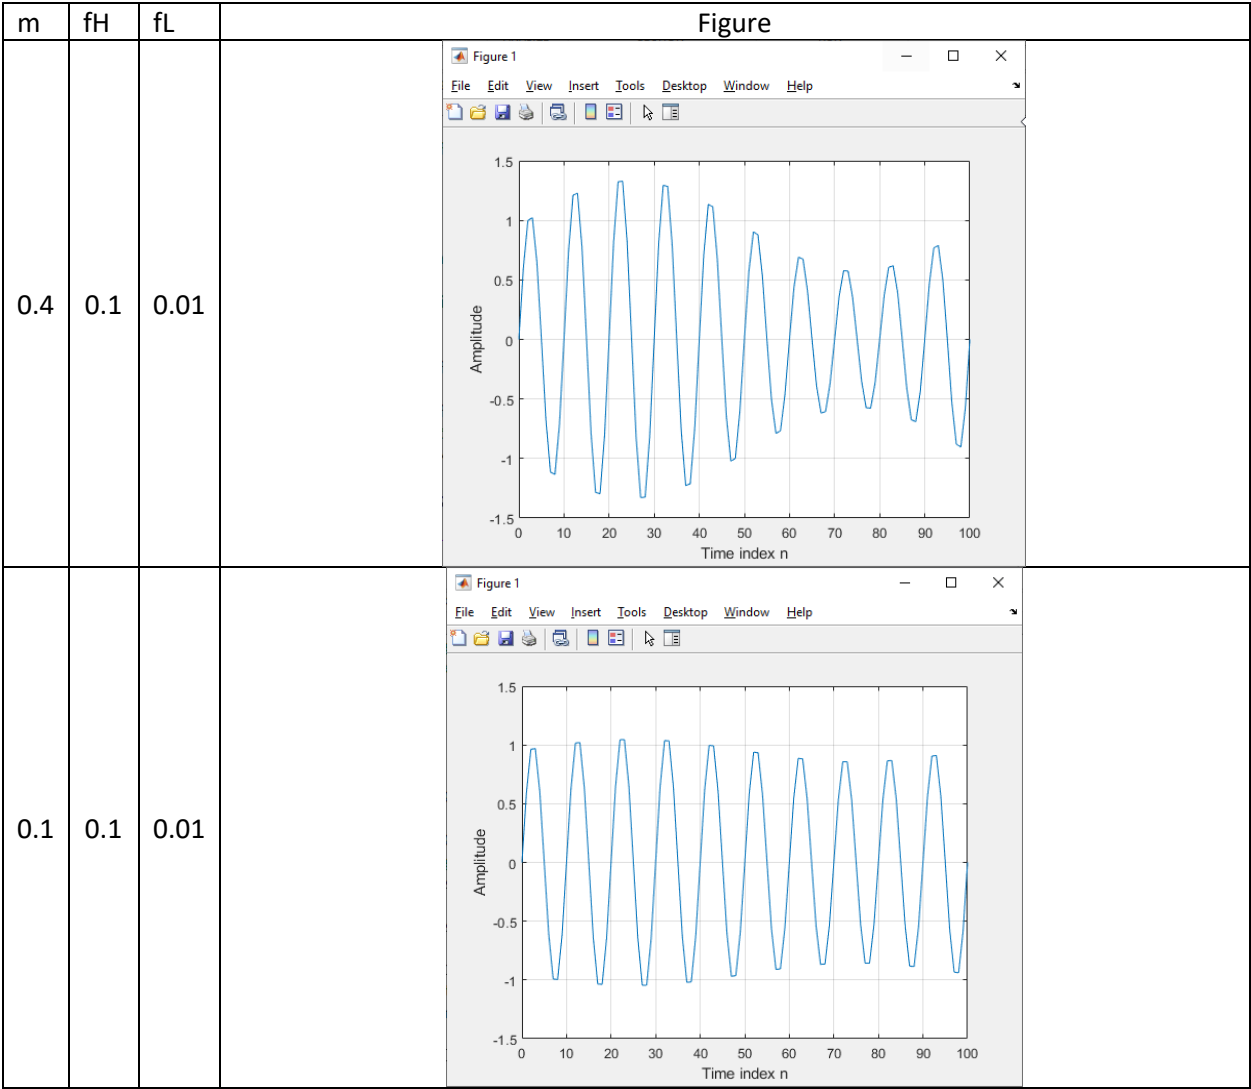 m fH fL Figure
0.4 0.1 0.01
Figure 1
File Edit View Insert Tools Desktop Window Help
1.5
1
0.5
0
-0.5
-1
-1.5
Amplitude
0 10 20 30 40 50 60 70 80 90 100
Time index n
0.1 0.1 0.01
Figure 1
File Edit View Insert Tools Desktop Window Help
1.5
1
0.5
0
-0.5
-1
-1.5
Amplitude
0 10 20 30 40 50 60 70 80 90 100
Time index n